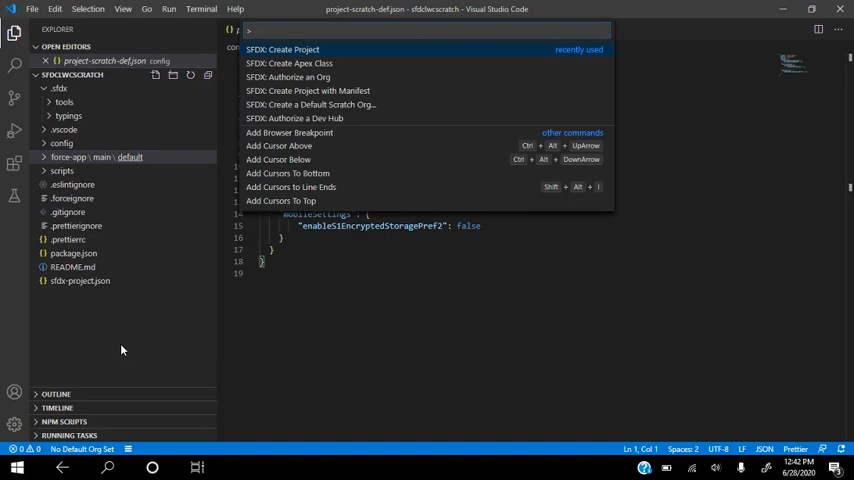 File Edit Selection View Go Run Terminal Help
project-scratch-def.json - sfdclwcscratch - Visual Studio Code
EXPLORER
OPEN EDITORS
project-scratch-def.json config
SFDCLWCSCRATCH
.sfdx
tools
typings
.vscode
config
force-app \ main \ default
scripts
.eslintignore
.forceignore
.gitignore
.prettierignore
.prettierrc
package.json
README.md
sfdx-project.json
OUTLINE
TIMELINE
NPM SCRIPTS
RUNNING TASKS
>
SFDX: Create Project recently used
SFDX: Create Apex Class
SFDX: Authorize an Org
SFDX: Create Project with Manifest
SFDX: Create a Default Scratch Org...
SFDX: Authorize a Dev Hub
Add Browser Breakpoint other commands
Add Cursor Above Ctrl + Alt + UpArrow
Add Cursor Below Ctrl + Alt + DownArrow
Add Cursors To Bottom
Add Cursors to Line Ends Shift + Alt + I
Add Cursors To Top
14 "mobileSettings": {
15 "enableS1EncryptedStoragePref2": false
16 }
17 }
18 }
19
0 0 No Default Org Set
Ln 1, Col 1 Spaces: 2 UTF-8 LF JSON Prettier
12:42 PM
6/28/2020
3